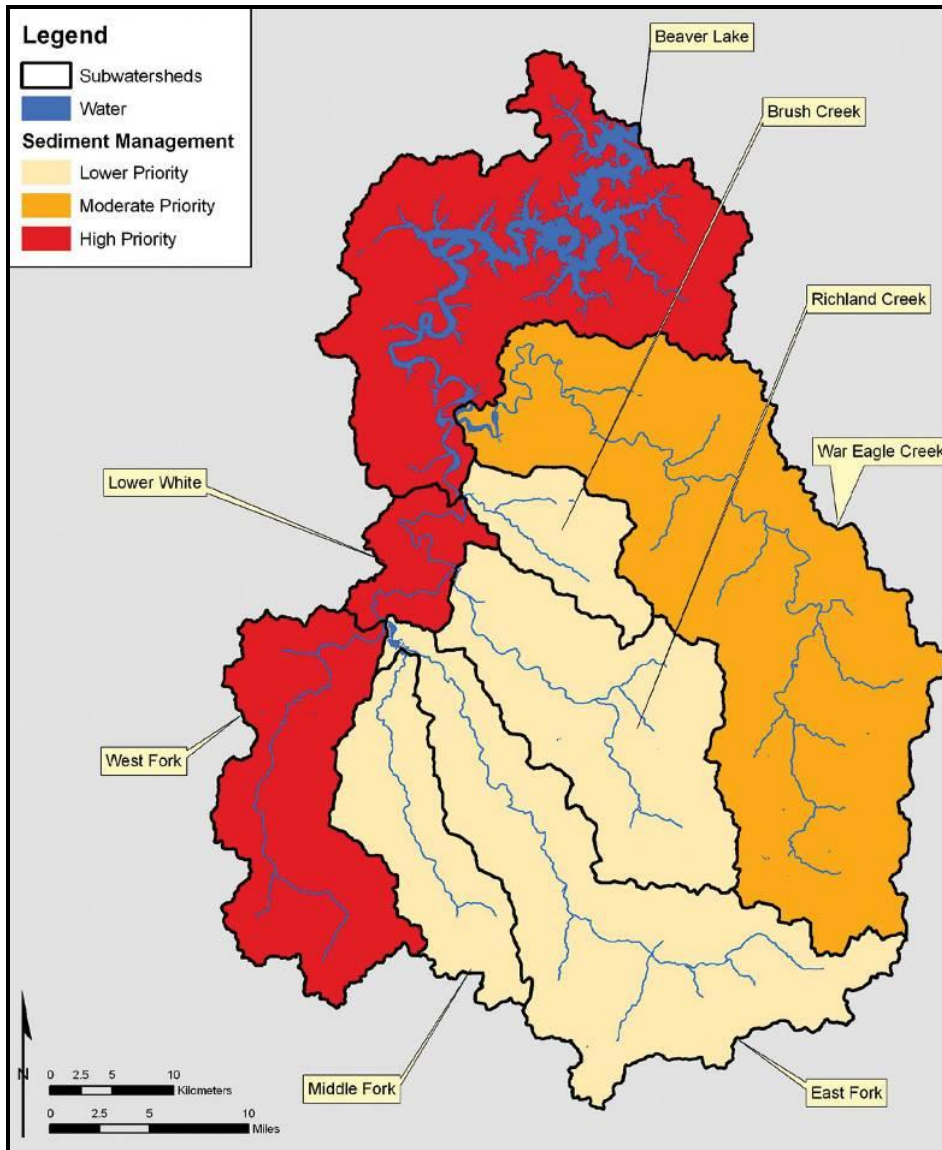 Legend
Subwatersheds
Water
Sediment Management
Lower Priority
Moderate Priority
High Priority
Beaver Lake
Brush Creek
Richland Creek
War Eagle Creek
Lower White
West Fork
Middle Fork
East Fork
N
0 2.5 5 10
Kilometers
0 2.5 5 10
Miles